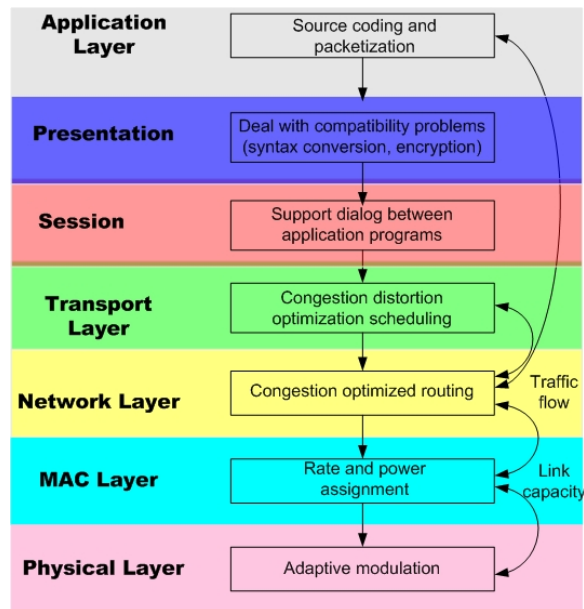 Application
Layer
Source coding and
packetization
Presentation
Deal with compatibility problems
(syntax conversion, encryption)
Session
Support dialog between
application programs
Transport
Layer
Congestion distortion
optimization scheduling
Network Layer
Congestion optimized routing
Traffic
flow
MAC Layer
Rate and power
assignment
Link
capacity
Physical Layer
Adaptive modulation